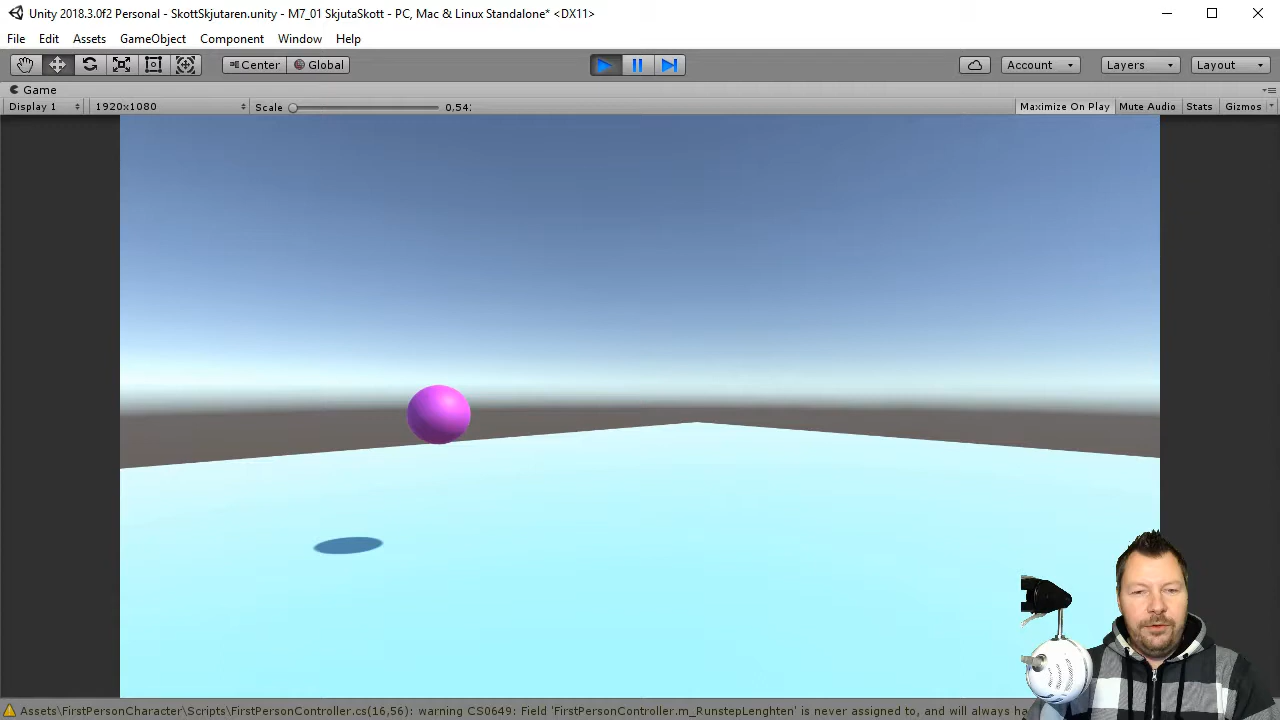 Unity 2018.3.0f2 Personal - SkottSkjutaren.unity - M7_01 SkjutaSkott - PC, Mac & Linux Standalone* <DX11>
File Edit Assets GameObject Component Window Help
Center Global Account Layers Layout
Game
Display 1 1920x1080 Scale 0.54: Maximize On Play Mute Audio Stats Gizmos
Assets\FirstPersonCharacter\Scripts\FirstPersonController.cs(16,56): warning CS0649: Field 'FirstPersonController.m_RunstepLenghten' is never assigned to, and will always ha